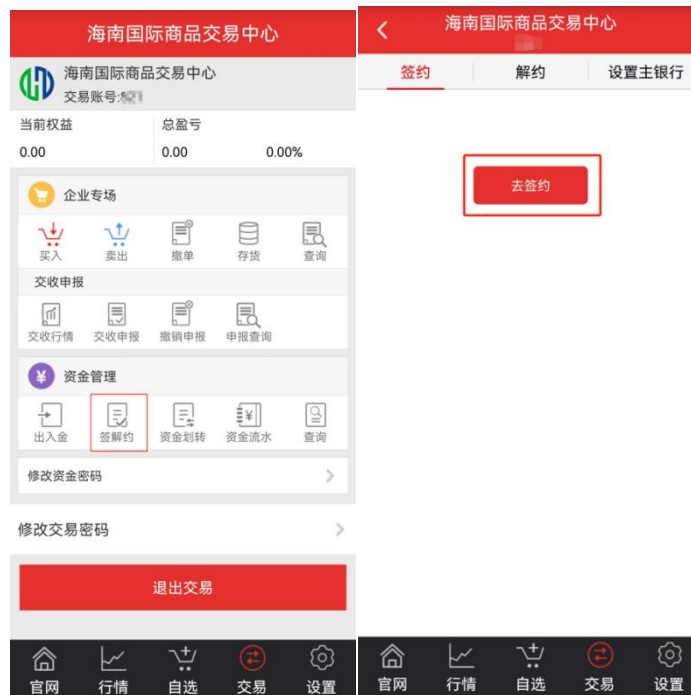 海南国际商品交易中心
海南国际商品交易中心
交易账号:
当前权益 总盈亏
0.00 0.00 0.00%
企业专场
买入 卖出 撤单 存货 查询
交收申报
交收行情 交收申报 撤销申报 申报查询
¥ 资金管理
出入金 签解约 资金划转 资金流水 查询
修改资金密码
修改交易密码
退出交易
官网 行情 自选 交易 设置
海南国际商品交易中心
签约 解约 设置主银行
去签约
官网 行情 自选 交易 设置